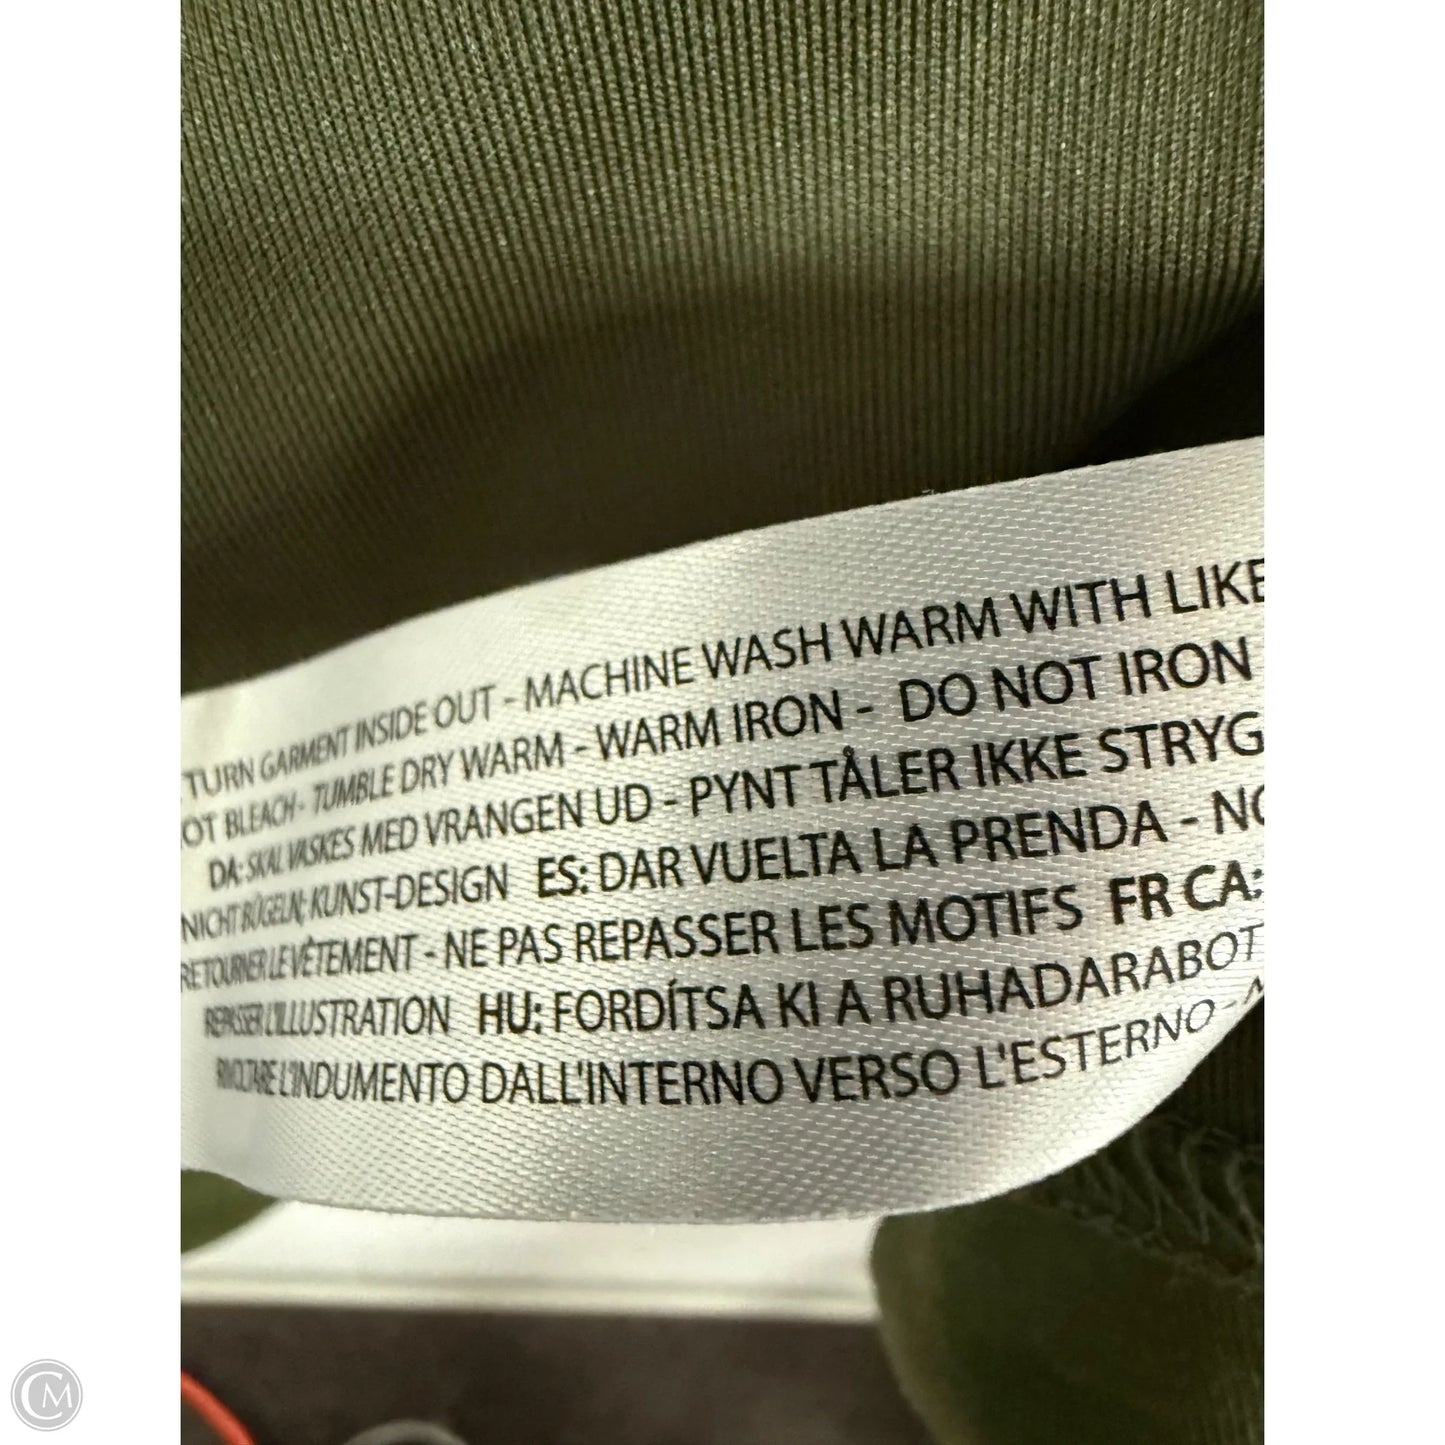 TURN GARMENT INSIDE OUT - MACHINE WASH WARM WITH LIKE
OT BLEACH - TUMBLE DRY WARM - WARM IRON - DO NOT IRON
DA: SKAL VASKES MED VRANGEN UD - PYNT TÅLER IKKE STRYG
NICHT BÜGELN; KUNST-DESIGN ES: DAR VUELTA LA PRENDA - NO
RETOURNER LE VÊTEMENT - NE PAS REPASSER LES MOTIFS FR CA:
REPASSER L'ILLUSTRATION HU: FORDÍTSA KI A RUHADARABOT
RIVOLTARE L'INDUMENTO DALL'INTERNO VERSO L'ESTERNO -
CM